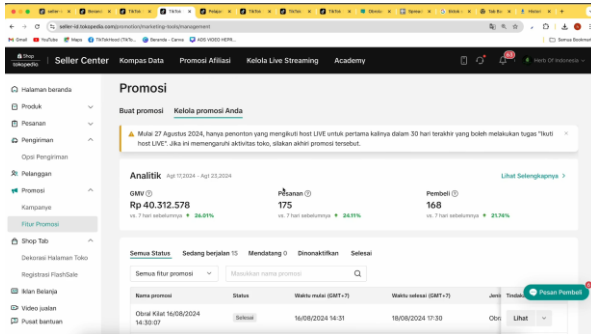 seller-id.tokopedia.com/promotion/marketing-tools/management
Gmail YouTube Maps
Beranda - Canva
Semua Bookmark
Shop | tokopedia
Seller Center
Kompas Data
Promosi Afiliasi
Kelola Live Streaming
Academy
Herb Of Indonesia
Halaman beranda
Produk
Pesanan
Pengiriman
Opsi Pengiriman
Pelanggan
Promosi
Kampanye
Fitur Promosi
Shop Tab
Dekorasi Halaman Toko
Registrasi FlashSale
Iklan Belanja
Video jualan
Pusat bantuan
Promosi
Buat promosi Kelola promosi Anda
Mulai 27 Agustus 2024, hanya penonton yang mengikuti host LIVE untuk pertama kalinya dalam 30 hari terakhir yang boleh melakukan tugas "Ikuti
host LIVE". Jika ini memengaruhi aktivitas toko, silakan akhiri promosi tersebut.
Analitik Agt 17,2024 - Agt 23,2024
Lihat Selengkapnya >
GMV Pesanan Pembeli
Rp 40.312.578 175 168
vs. 7 hari sebelumnya 26.01% vs. 7 hari sebelumnya 24.11% vs. 7 hari sebelumnya 21.74%
Semua Status Sedang berjalan 15 Mendatang 0 Dinonaktifkan Selesai
Semua fitur promosi Masukkan nama promosi
Nama promosi Status Waktu mulai (GMT+7) Waktu selesai (GMT+7)
Pesan Pembeli
Obral Kilat 16/08/2024
14:30:07
Selesai 16/08/2024 14:31 18/08/2024 17:30 Lihat